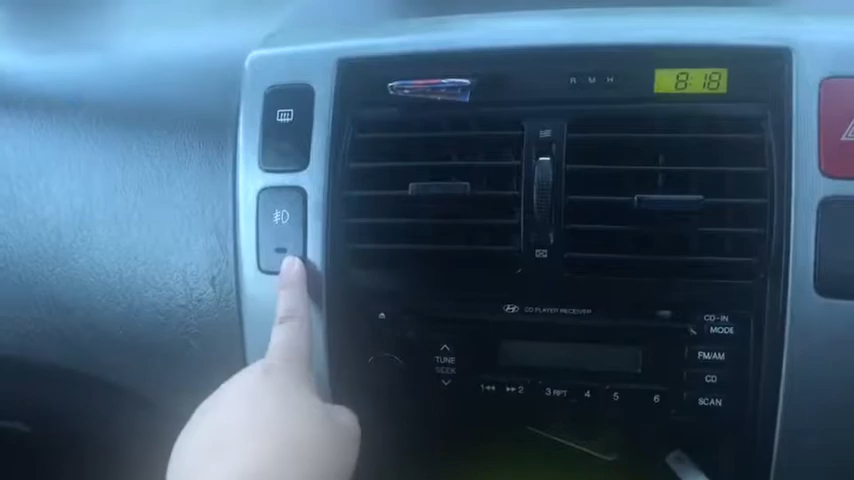 R M H
8:18
CD PLAYER RECEIVER
CD-IN
MODE
TUNE
SEEK
FM/AM
CD
1 ◀◀ ▶▶ 2 3 RPT 4 5 6
SCAN